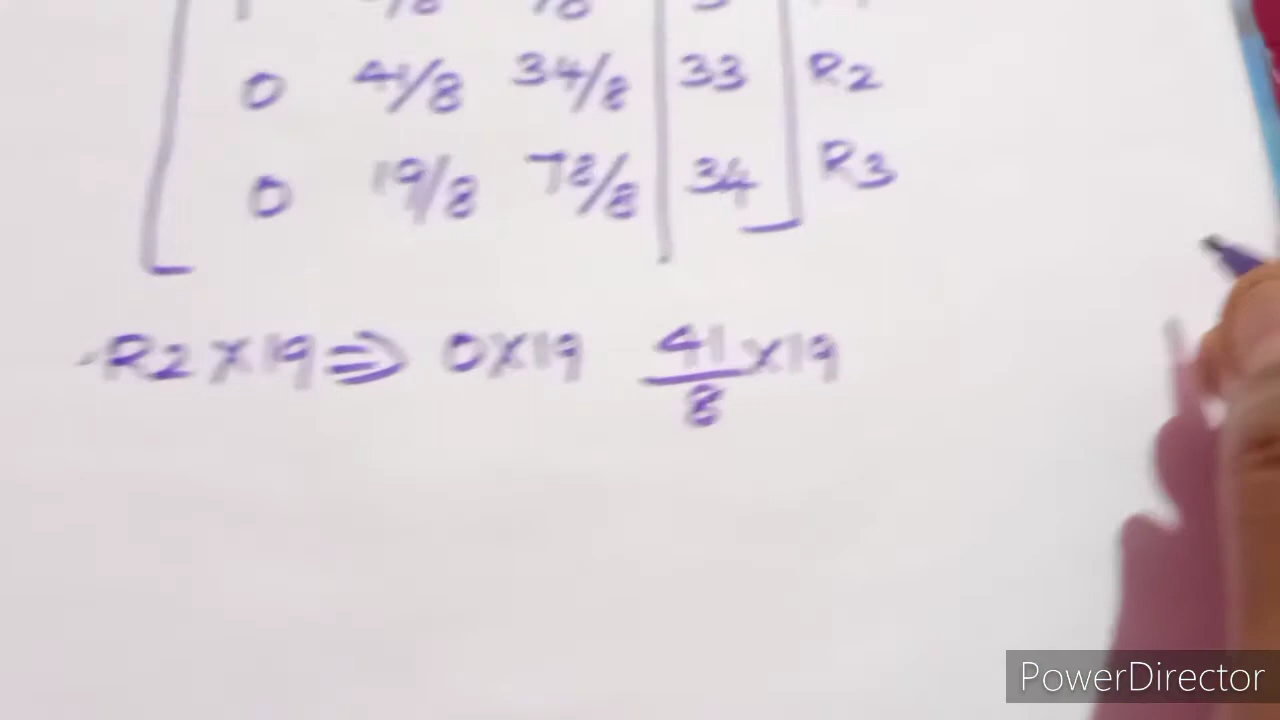 0 41/8 34/8 33 R2
0 19/8 78/8 34 R3
R2 X 19 ⇒ 0X19 41/8 X19
PowerDirector